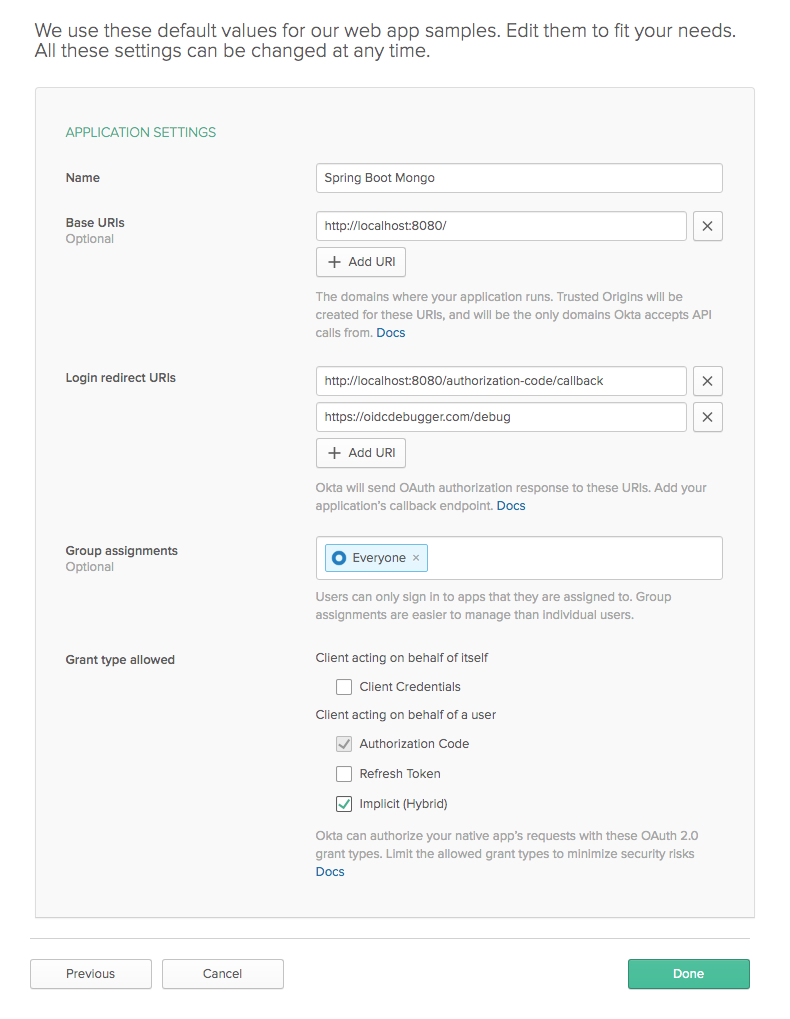 We use these default values for our web app samples. Edit them to fit your needs.
All these settings can be changed at any time.
APPLICATION SETTINGS
Name
Spring Boot Mongo
Base URIs
Optional
http://localhost:8080/
Add URI
The domains where your application runs. Trusted Origins will be
created for these URIs, and will be the only domains Okta accepts API
calls from. Docs
Login redirect URIs
http://localhost:8080/authorization-code/callback
https://oidcdebugger.com/debug
Add URI
Okta will send OAuth authorization response to these URIs. Add your
application's callback endpoint. Docs
Group assignments
Optional
Everyone ×
Users can only sign in to apps that they are assigned to. Group
assignments are easier to manage than individual users.
Grant type allowed
Client acting on behalf of itself
Client Credentials
Client acting on behalf of a user
Authorization Code
Refresh Token
Implicit (Hybrid)
Okta can authorize your native app's requests with these OAuth 2.0
grant types. Limit the allowed grant types to minimize security risks
Docs
Previous
Cancel
Done